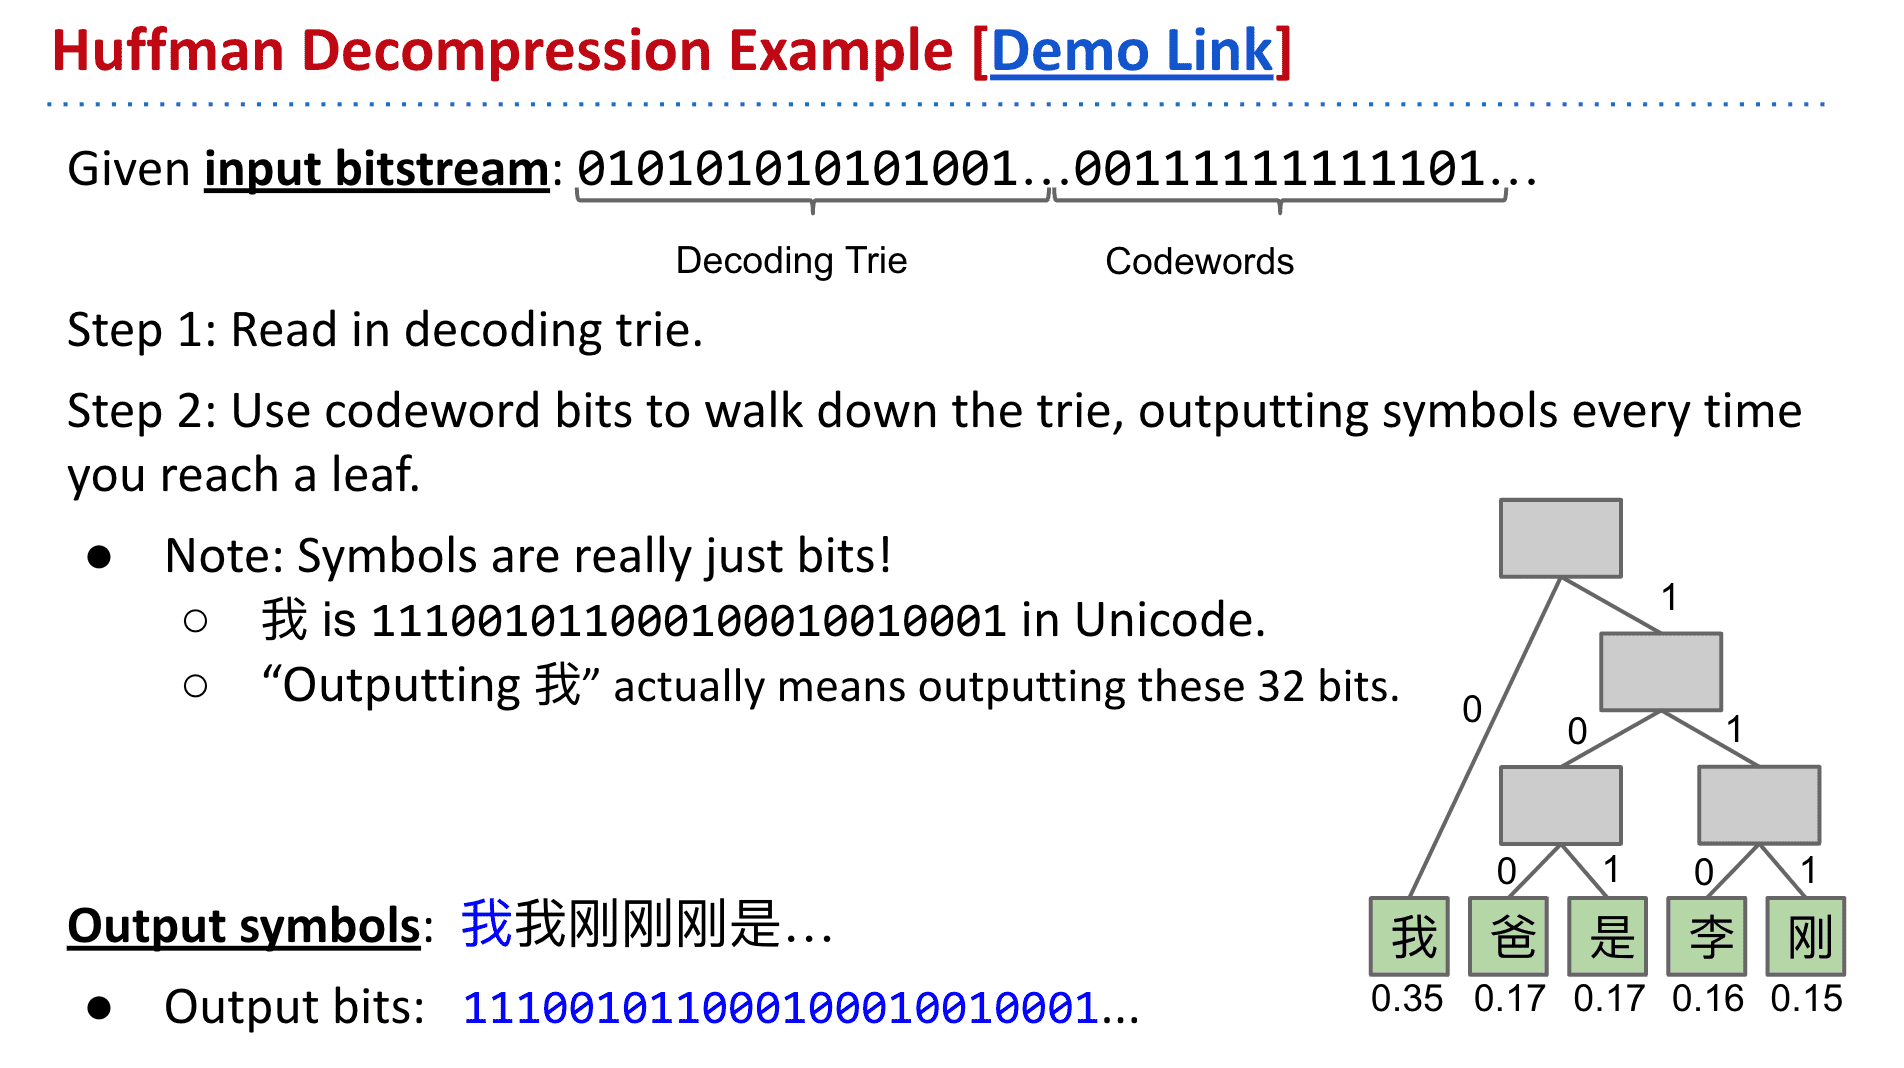 Huffman Decompression Example [Demo Link]
Given input bitstream: 010101010101001...00111111111101...
Decoding Trie Codewords
Step 1: Read in decoding trie.
Step 2: Use codeword bits to walk down the trie, outputting symbols every time
you reach a leaf.
● Note: Symbols are really just bits!
○ 我 is 111001011000100010010001 in Unicode.
○ “Outputting 我” actually means outputting these 32 bits.
Output symbols: 我我刚刚刚是...
● Output bits: 111001011000100010010001...
1
0
0 1
0 1 0 1
我 爸 是 李 刚
0.35 0.17 0.17 0.16 0.15